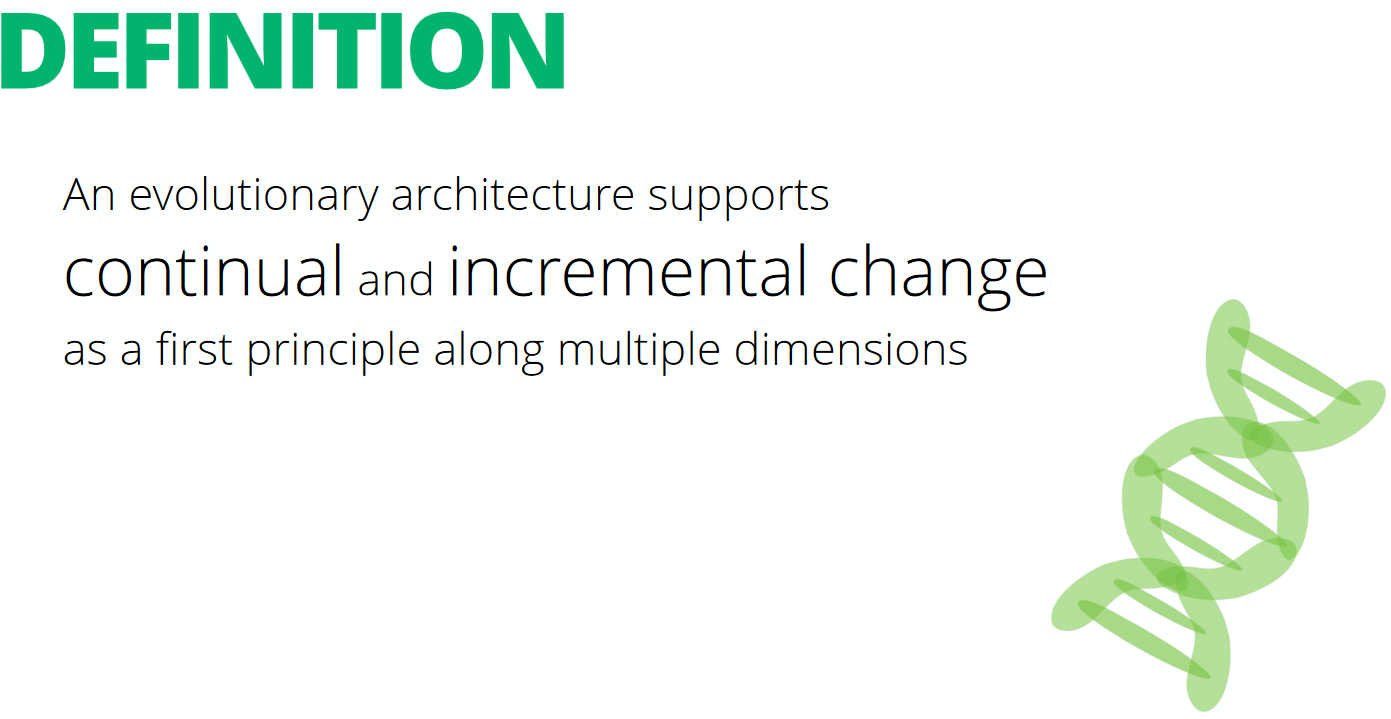 DEFINITION
An evolutionary architecture supports
continual and incremental change
as a first principle along multiple dimensions